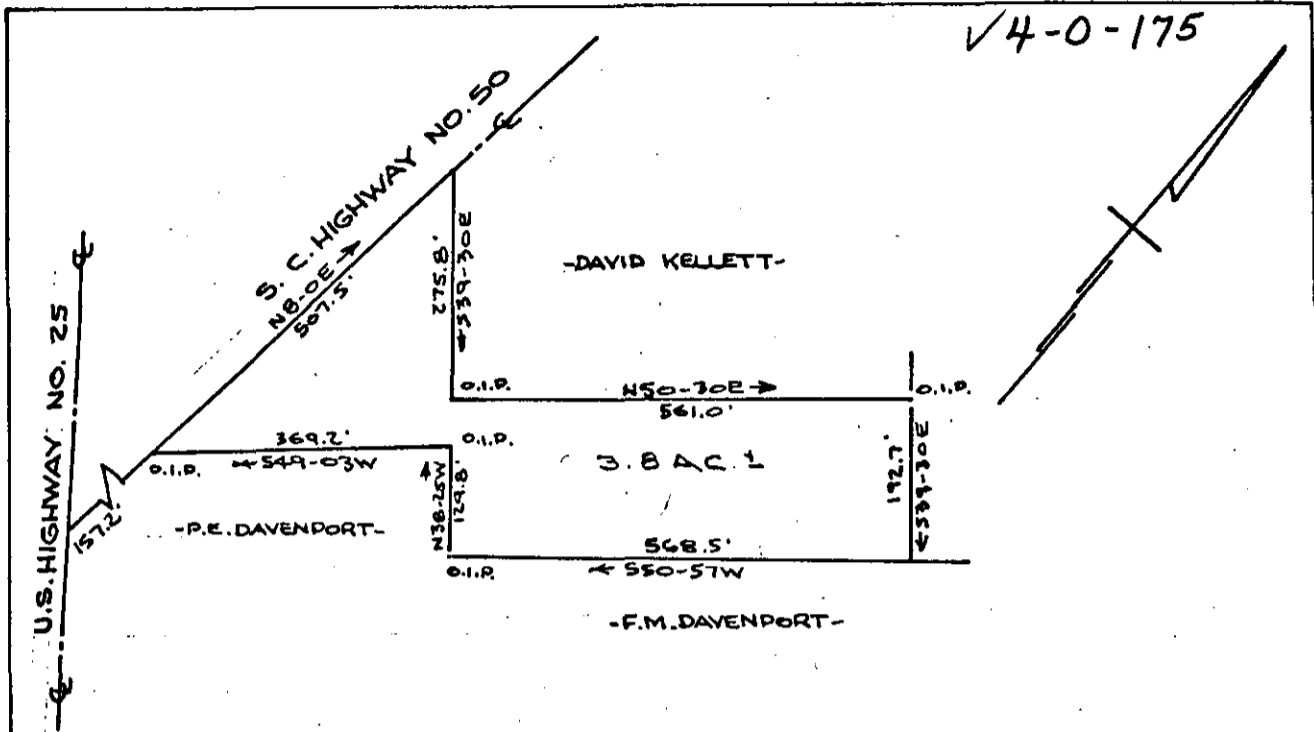 √4-0-175
S. C. HIGHWAY NO. 50
℄
N8-0E →
507.5'
275.8'
←S39-30E
-DAVID KELLETT-
U.S. HIGHWAY NO. 25
℄
℄
157.2'
O.I.P.
N50-30E →
O.I.P.
561.0'
369.2'
O.I.P.
O.I.P.
← S49-03W
3.8 AC.±
192.7'
←S39-30E
N38-25W →
129.8'
-P.E. DAVENPORT-
568.5'
O.I.P.
← S50-57W
-F.M. DAVENPORT-